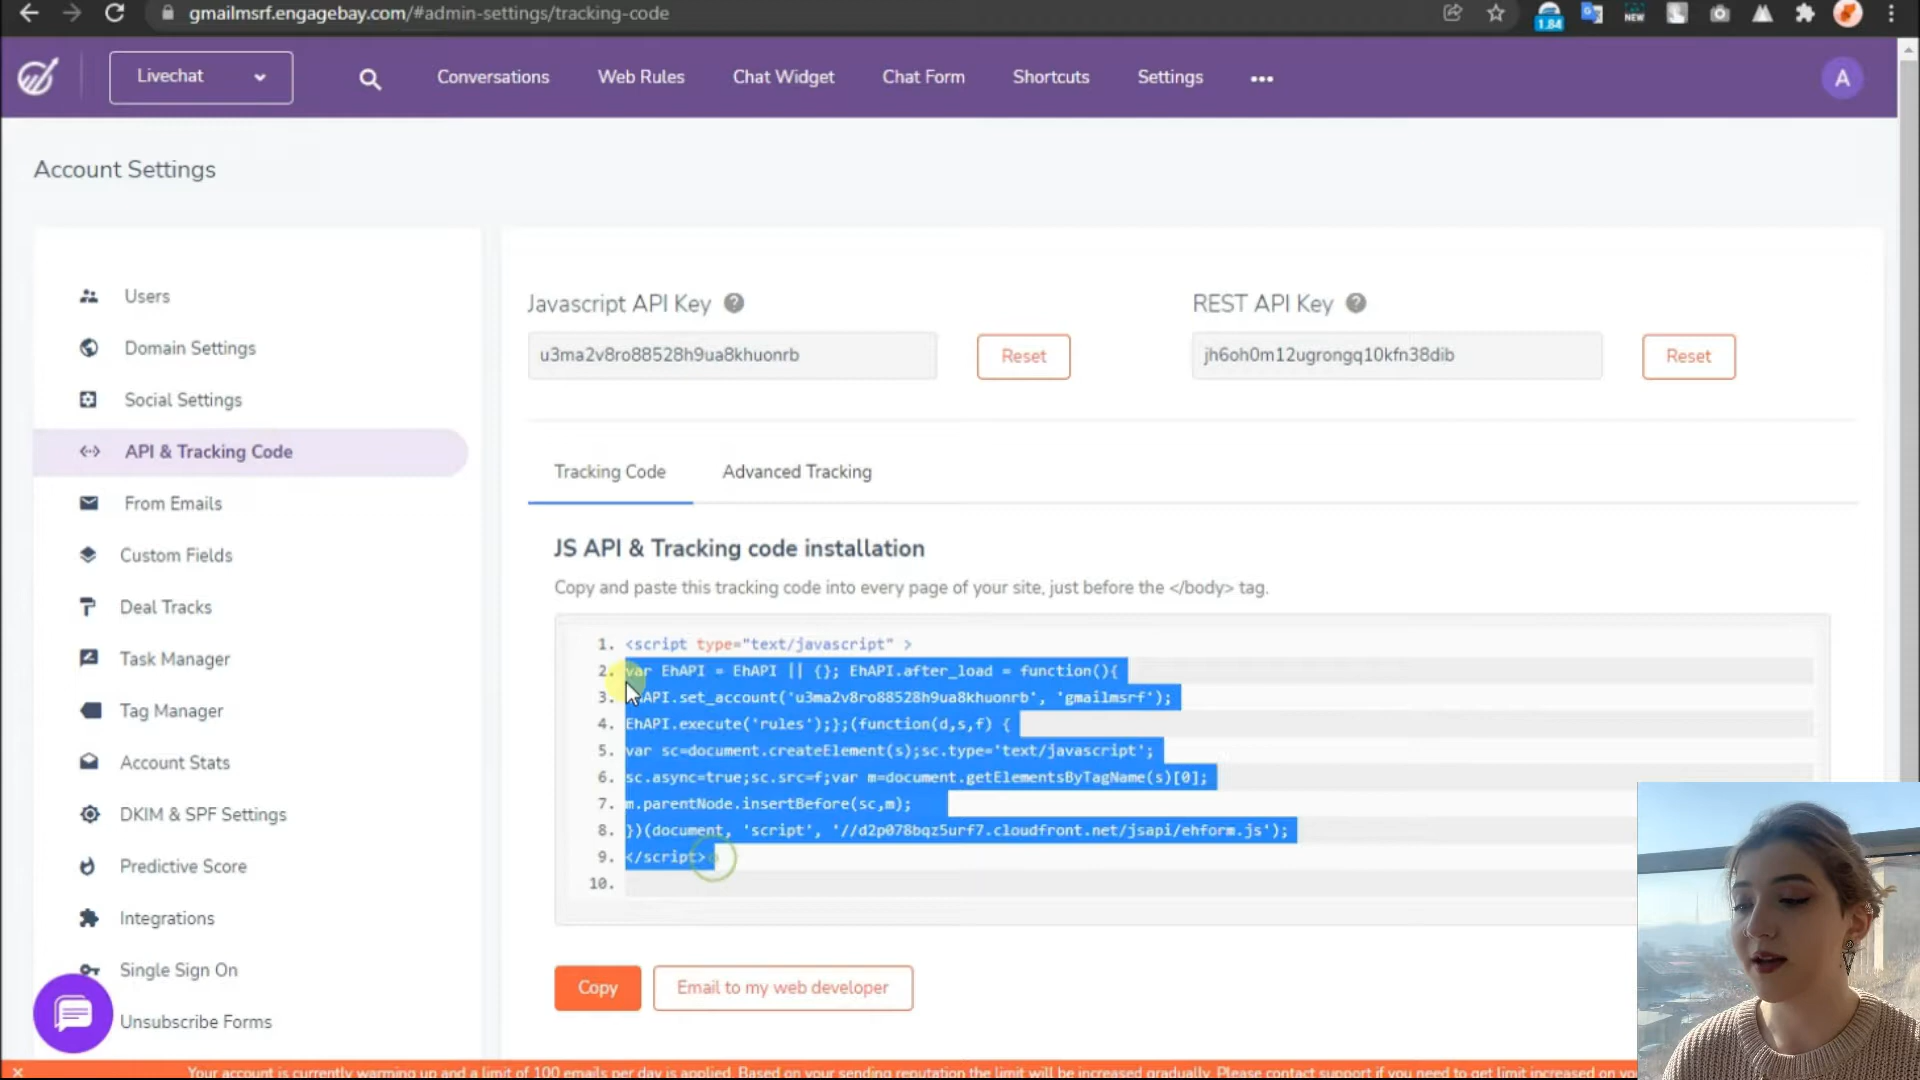 gmailmsrf.engagebay.com/#admin-settings/tracking-code
1.84
NEW
Livechat
Conversations
Web Rules
Chat Widget
Chat Form
Shortcuts
Settings
A
Account Settings
Users
Domain Settings
Social Settings
API & Tracking Code
From Emails
Custom Fields
Deal Tracks
Task Manager
Tag Manager
Account Stats
DKIM & SPF Settings
Predictive Score
Integrations
Single Sign On
Unsubscribe Forms
Javascript API Key
u3ma2v8ro88528h9ua8khuonrb
Reset
REST API Key
jh6oh0m12ugrongq10kfn38dib
Reset
Tracking Code
Advanced Tracking
JS API & Tracking code installation
Copy and paste this tracking code into every page of your site, just before the </body> tag.
1. <script type="text/javascript" >
2. var EhAPI = EhAPI || {}; EhAPI.after_load = function(){
3. EhAPI.set_account('u3ma2v8ro88528h9ua8khuonrb', 'gmailmsrf');
4. EhAPI.execute('rules');};(function(d,s,f) {
5. var sc=document.createElement(s);sc.type='text/javascript';
6. sc.async=true;sc.src=f;var m=document.getElementsByTagName(s)[0];
7. m.parentNode.insertBefore(sc,m);
8. })(document, 'script', '//d2p078bqz5urf7.cloudfront.net/jsapi/ehform.js');
9. </script>
10.
Copy
Email to my web developer
Your account is currently warming up and a limit of 100 emails per day is applied. Based on your sending reputation the limit will be increased gradually. Please contact support if you need to get limit increased on